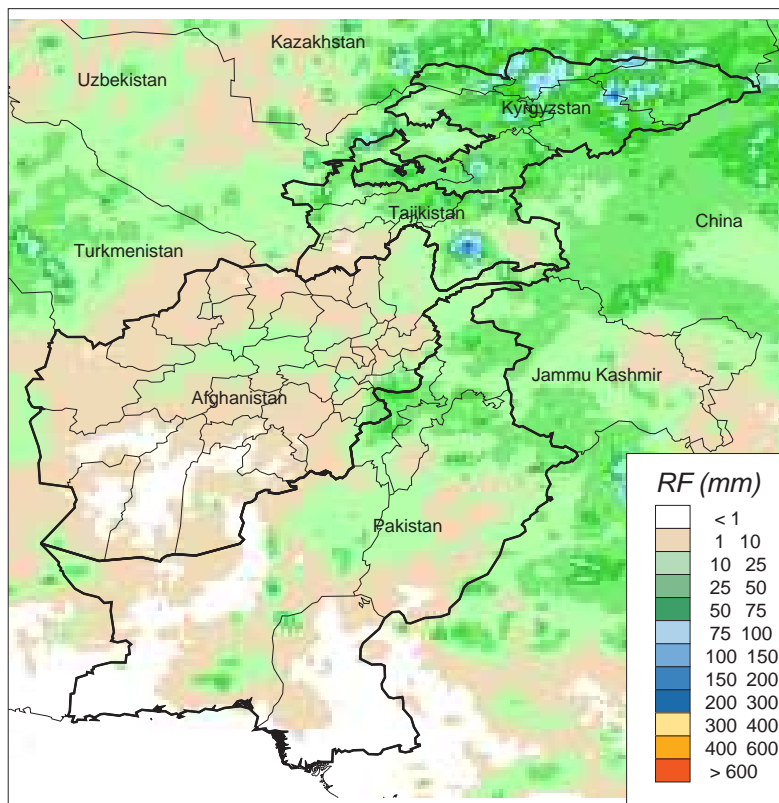 Kazakhstan
Uzbekistan
Kyrgyzstan
Tajikistan
China
Turkmenistan
Jammu Kashmir
Afghanistan
Pakistan
RF (mm)
< 1
1 10
10 25
25 50
50 75
75 100
100 150
150 200
200 300
300 400
400 600
> 600